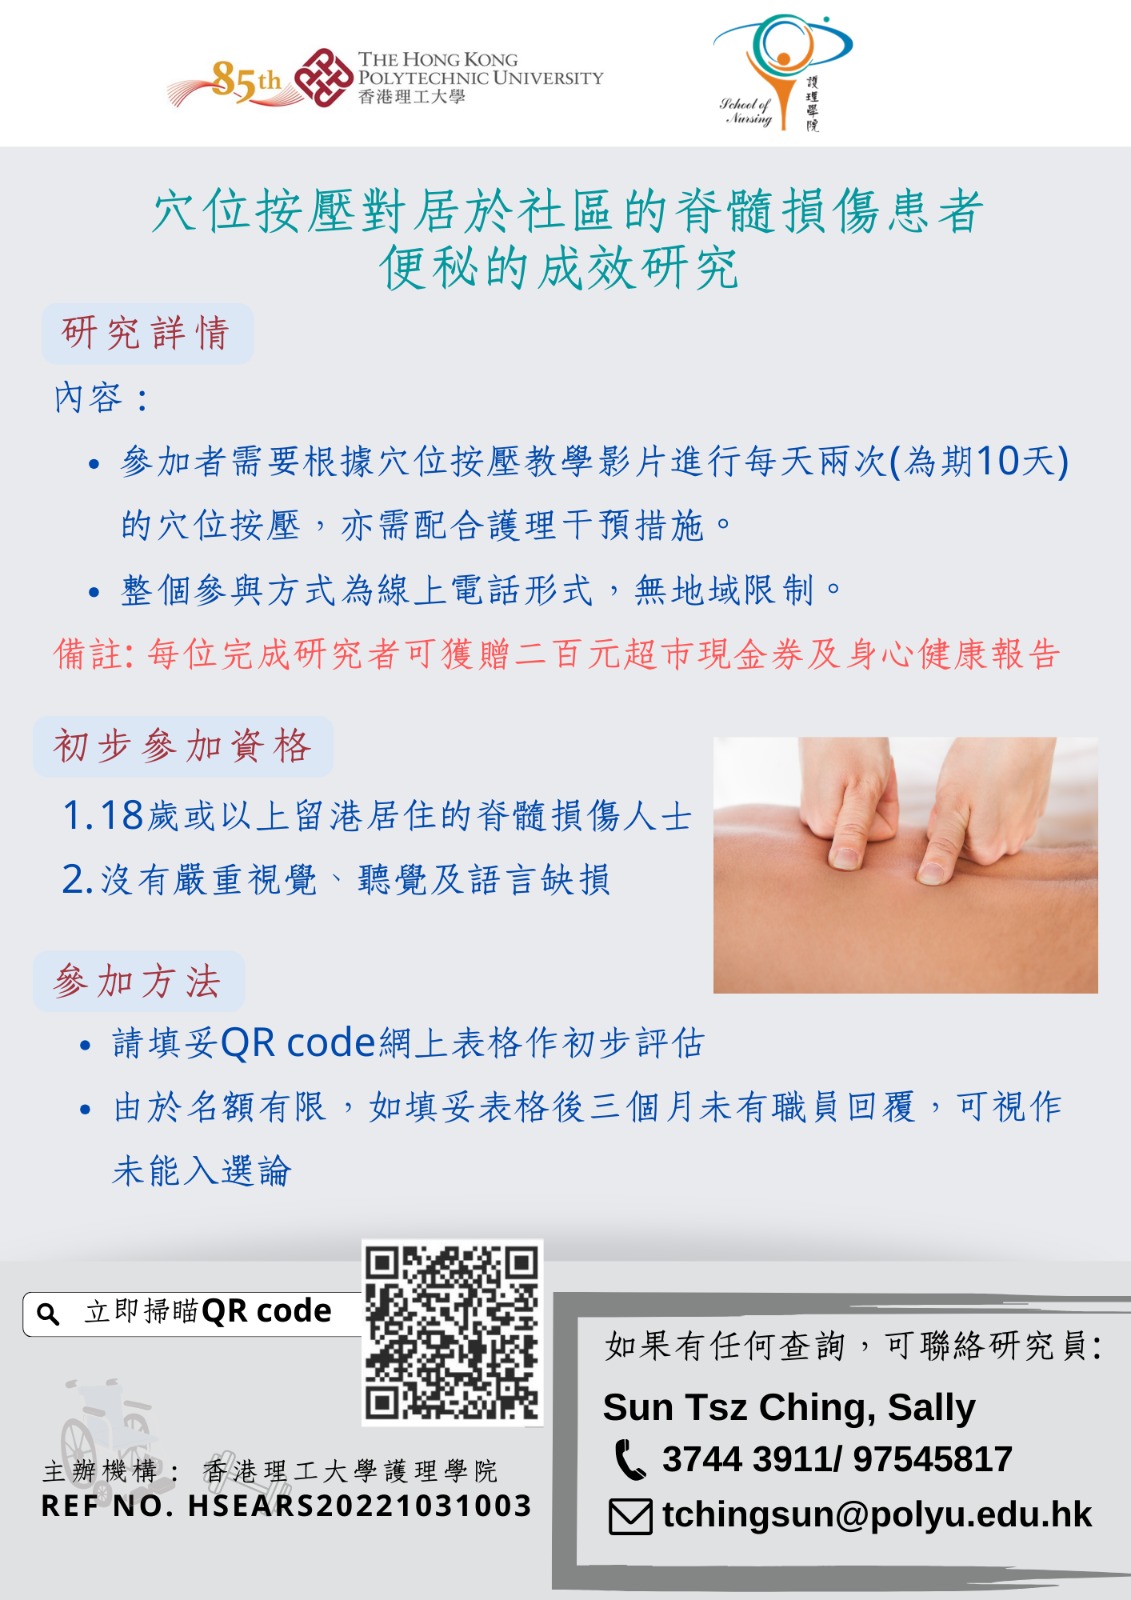 85th
THE HONG KONG
POLYTECHNIC UNIVERSITY
香港理工大學
School of
Nursing
護理學院
穴位按壓對居於社區的脊髓損傷患者
便秘的成效研究
研究詳情
內容：
• 參加者需要根據穴位按壓教學影片進行每天兩次(為期10天)
的穴位按壓，亦需配合護理干預措施。
• 整個參與方式為線上電話形式，無地域限制。
備註: 每位完成研究者可獲贈二百元超市現金券及身心健康報告
初步參加資格
1.18歲或以上留港居住的脊髓損傷人士
2.沒有嚴重視覺、聽覺及語言缺損
參加方法
• 請填妥QR code網上表格作初步評估
• 由於名額有限，如填妥表格後三個月未有職員回覆，可視作
未能入選論
立即掃瞄QR code
主辦機構： 香港理工大學護理學院
REF NO. HSEARS20221031003
如果有任何查詢，可聯絡研究員:
Sun Tsz Ching, Sally
3744 3911/ 97545817
tchingsun@polyu.edu.hk